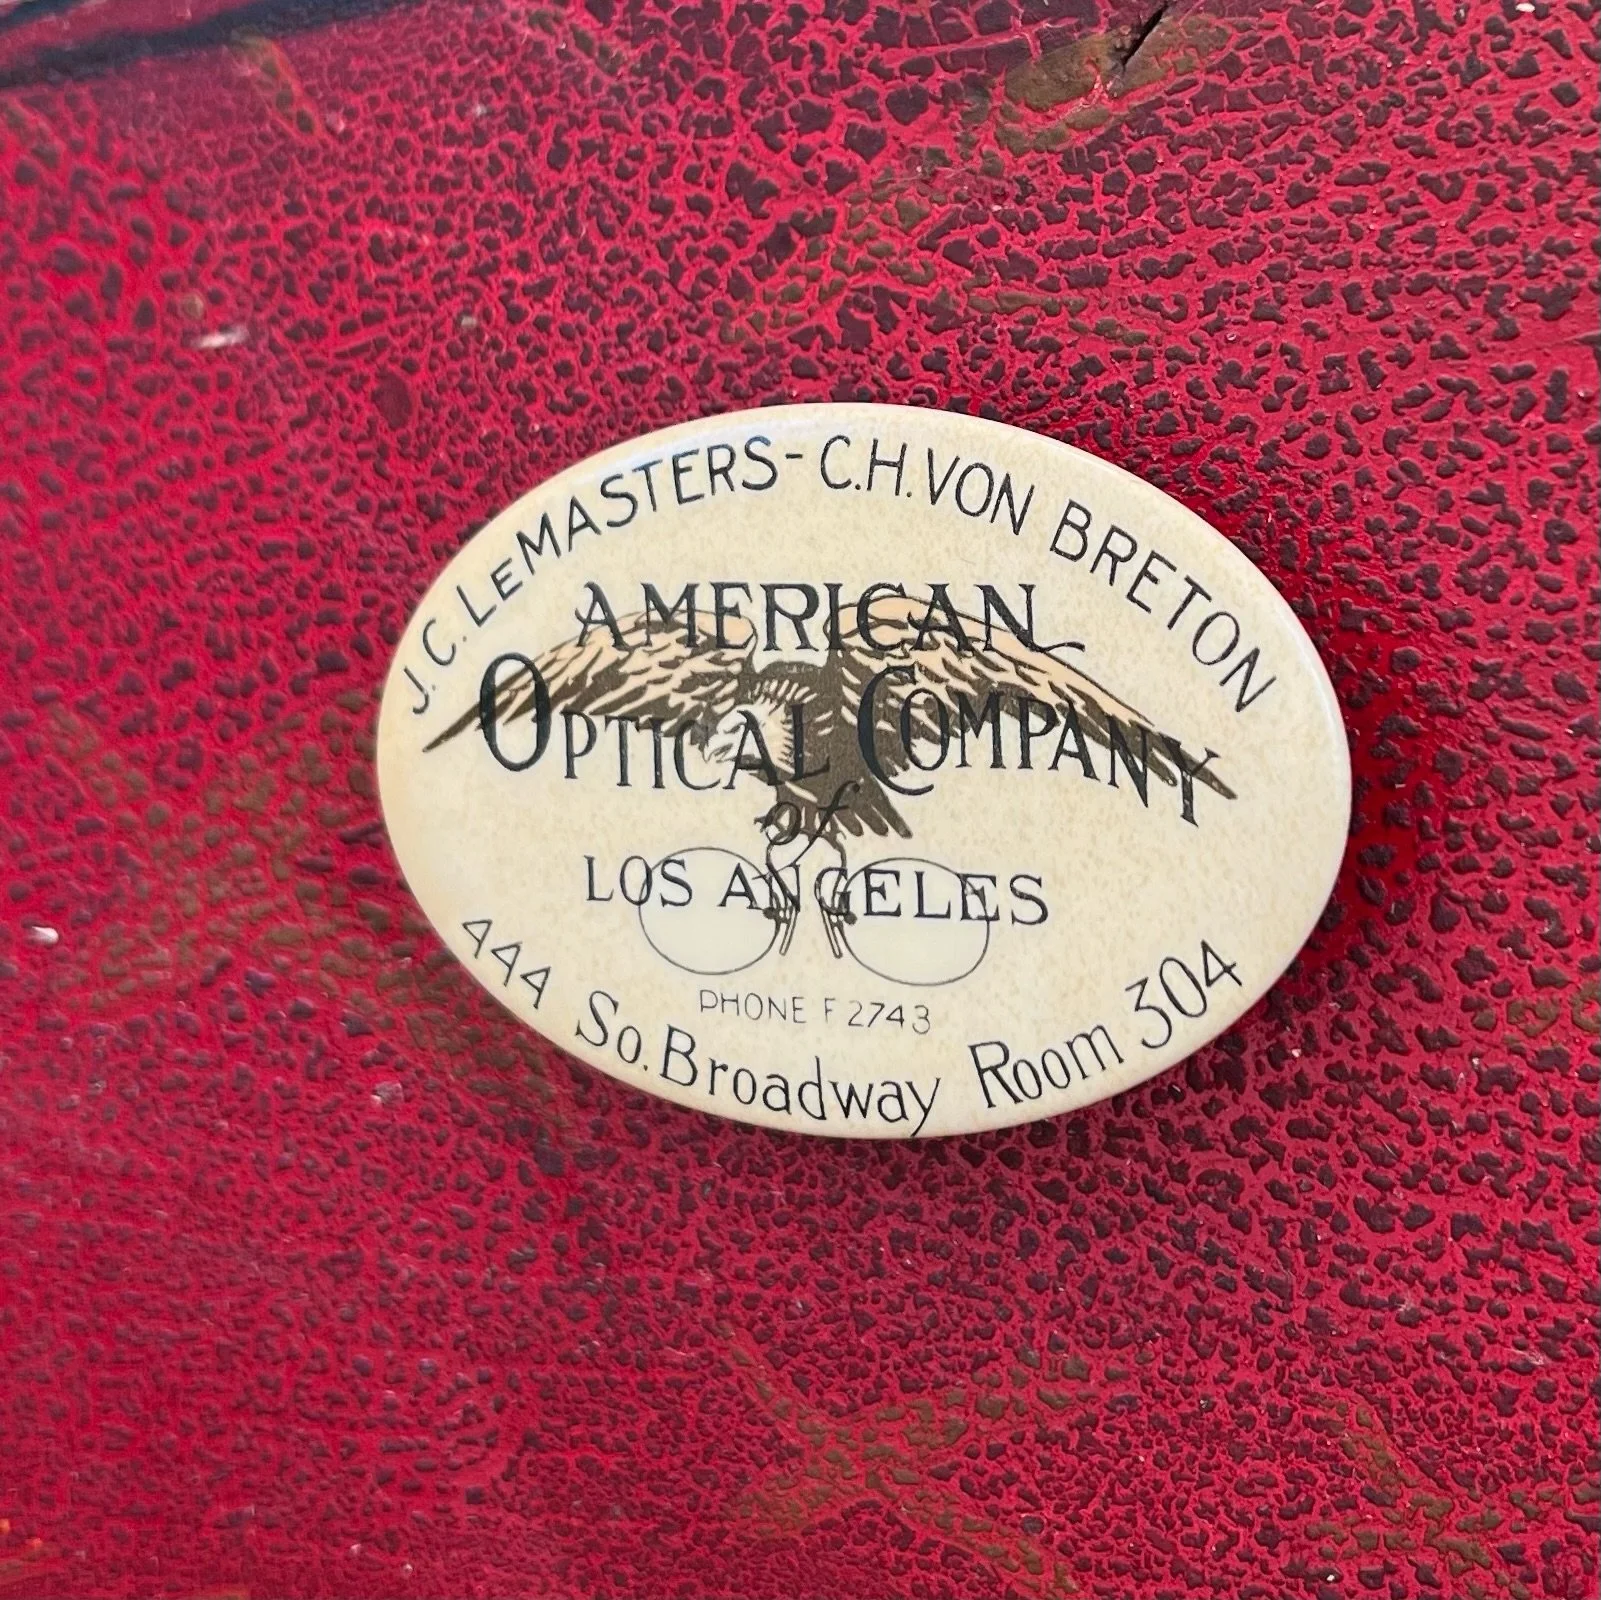 J.C.LeMASTERS-C.H.VON BRETON
AMERICAN
OPTICAL COMPANY
of
LOS ANGELES
PHONE F 2743
444 So. Broadway Room 304